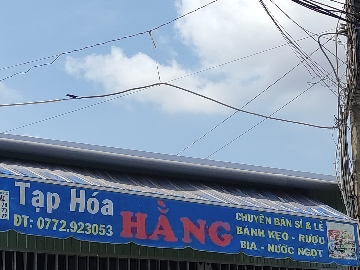 Tạp Hóa
ĐT: 0772.923053
HẰNG
CHUYÊN BÁN SỈ & LẺ
BÁNH KẸO - RƯỢU
BIA - NƯỚC NGỌT